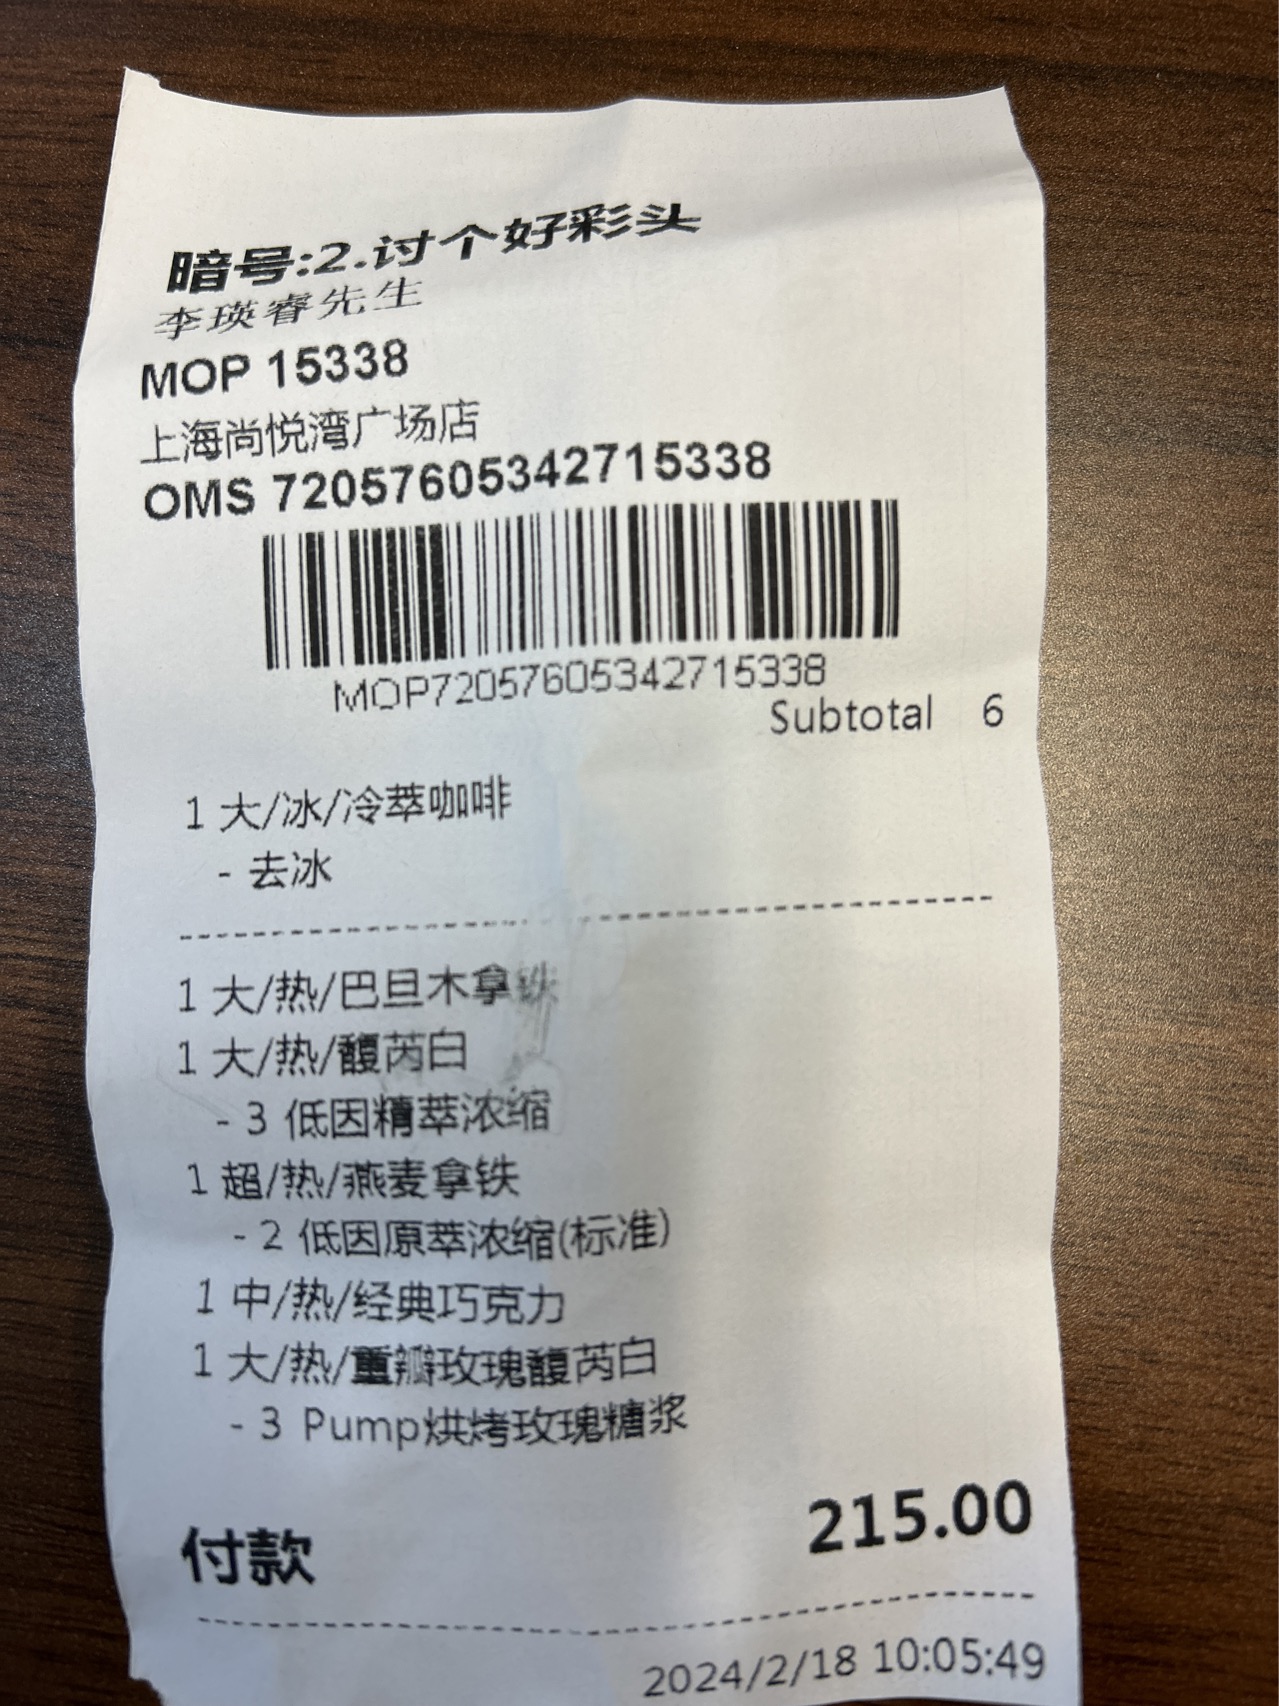 暗号:2.讨个好彩头
李瑛睿先生
MOP 15338
上海尚悦湾广场店
OMS 72057605342715338
MOP72057605342715338
Subtotal 6
1 大/冰/冷萃咖啡
- 去冰
1 大/热/巴旦木拿铁
1 大/热/馥芮白
- 3 低因精萃浓缩
1 超/热/燕麦拿铁
- 2 低因原萃浓缩(标准)
1 中/热/经典巧克力
1 大/热/重瓣玫瑰馥芮白
- 3 Pump烘烤玫瑰糖浆
付款 215.00
2024/2/18 10:05:49